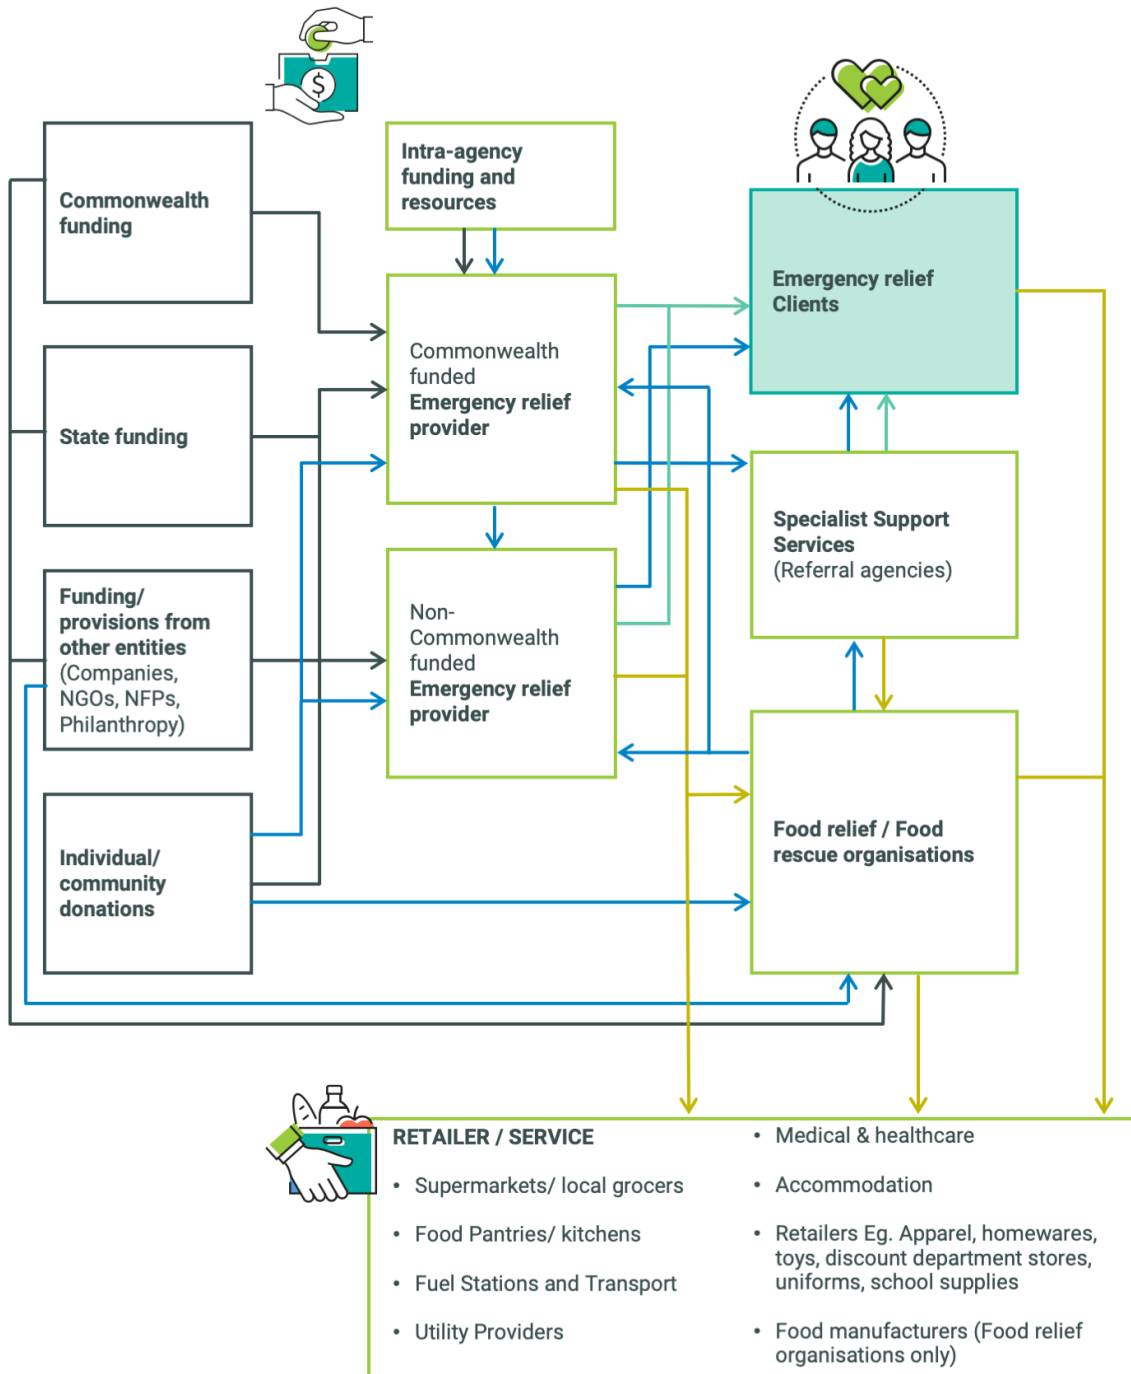 $
Commonwealth
funding
Intra-agency
funding and
resources
Emergency relief
Clients
State funding
Commonwealth
funded
Emergency relief
provider
Specialist Support
Services
(Referral agencies)
Funding/
provisions from
other entities
(Companies,
NGOs, NFPs,
Philanthropy)
Non-
Commonwealth
funded
Emergency relief
provider
Individual/
community
donations
Food relief / Food
rescue organisations
RETAILER / SERVICE
• Supermarkets/ local grocers
• Food Pantries/ kitchens
• Fuel Stations and Transport
• Utility Providers
• Medical & healthcare
• Accommodation
• Retailers Eg. Apparel, homewares,
toys, discount department stores,
uniforms, school supplies
• Food manufacturers (Food relief
organisations only)